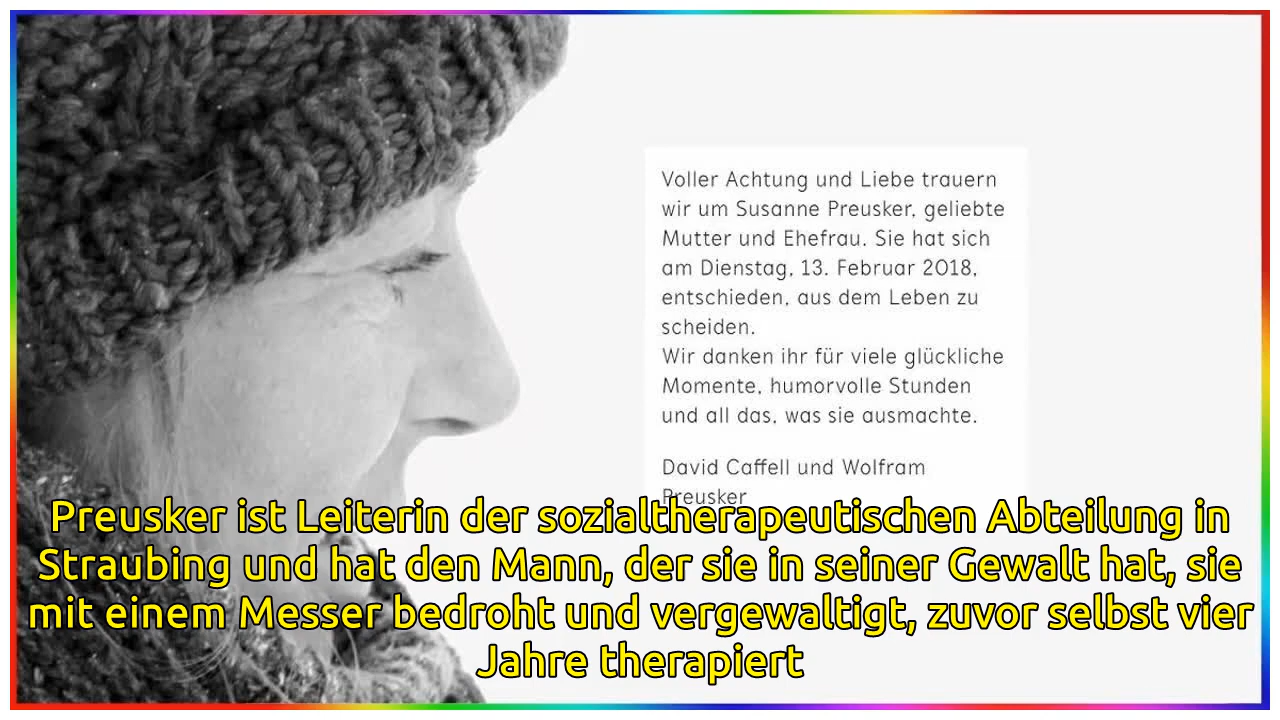 Voller Achtung und Liebe trauern
wir um Susanne Preusker, geliebte
Mutter und Ehefrau. Sie hat sich
am Dienstag, 13. Februar 2018,
entschieden, aus dem Leben zu
scheiden.
Wir danken ihr für viele glückliche
Momente, humorvolle Stunden
und all das, was sie ausmachte.
David Caffell und Wolfram
Preusker
Preusker ist Leiterin der sozialtherapeutischen Abteilung in
Straubing und hat den Mann, der sie in seiner Gewalt hat, sie
mit einem Messer bedroht und vergewaltigt, zuvor selbst vier
Jahre therapiert